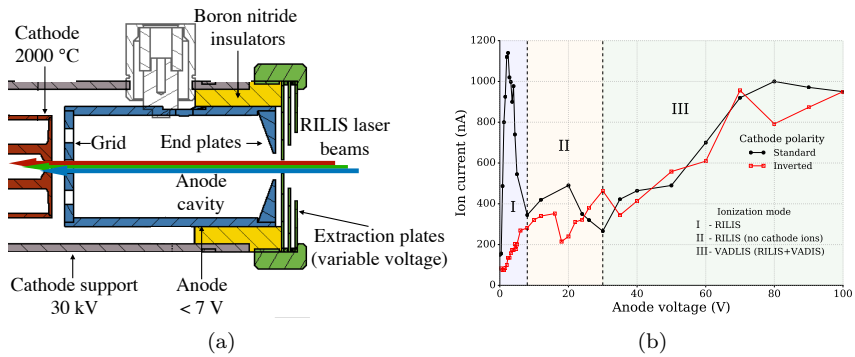 (a)
Cathode
2000 °C
Boron nitride
insulators
Grid
End plates
RILIS laser
beams
Anode
cavity
Extraction plates
(variable voltage)
Cathode support
30 kV
Anode
< 7 V
(b)
1200
1000
800
600
400
200
0
0
20
40
60
80
100
Ion current (nA)
Anode voltage (V)
I
II
III
Cathode polarity
Standard
Inverted
Ionization mode
I - RILIS
II - RILIS (no cathode ions)
III - VADLIS (RILIS+VADIS)